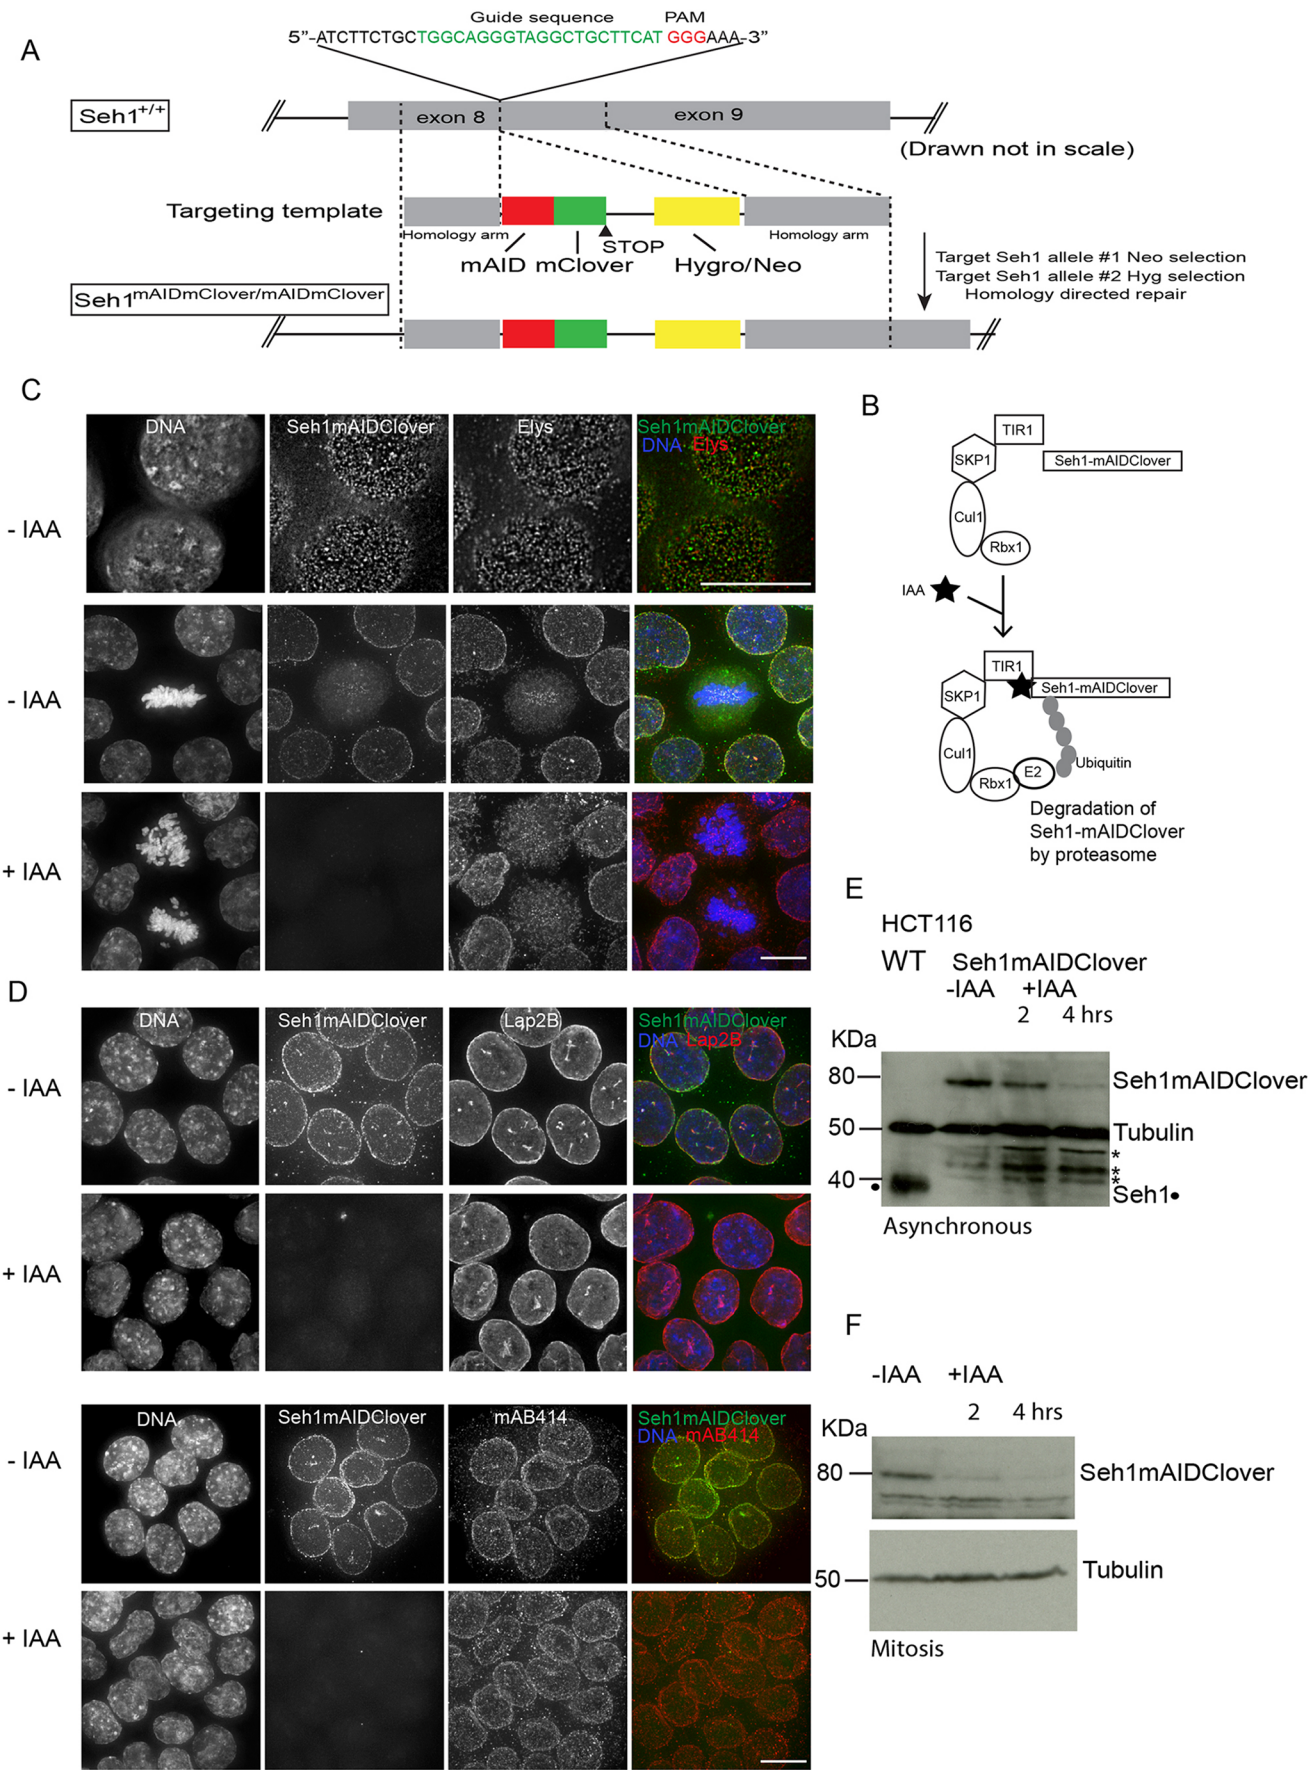 A
Guide sequence PAM
5”-ATCTTCTGCTGGCAGGGTAGGCTGCTTCAT GGGAAA-3”
Seh1+/+
exon 8
exon 9
(Drawn not in scale)
Targeting template
Homology arm
Homology arm
STOP
mAID mClover Hygro/Neo
Target Seh1 allele #1 Neo selection
Target Seh1 allele #2 Hyg selection
Homology directed repair
Seh1mAIDmClover/mAIDmClover
C
DNA Seh1mAIDClover Elys Seh1mAIDClover
DNA Elys
- IAA
- IAA
+ IAA
B
TIR1
SKP1
Seh1-mAIDClover
Cul1
Rbx1
IAA
TIR1
SKP1
Seh1-mAIDClover
Cul1
Rbx1
E2
Ubiquitin
Degradation of
Seh1-mAIDClover
by proteasome
D
DNA Seh1mAIDClover Lap2B Seh1mAIDClover
DNA Lap2B
- IAA
+ IAA
DNA Seh1mAIDClover mAB414 Seh1mAIDClover
DNA mAB414
- IAA
+ IAA
E
HCT116
WT Seh1mAIDClover
-IAA +IAA
2 4 hrs
KDa
80
Seh1mAIDClover
50
Tubulin
*
*
*
40
•
Seh1•
Asynchronous
F
-IAA +IAA
2 4 hrs
KDa
80
Seh1mAIDClover
50
Tubulin
Mitosis